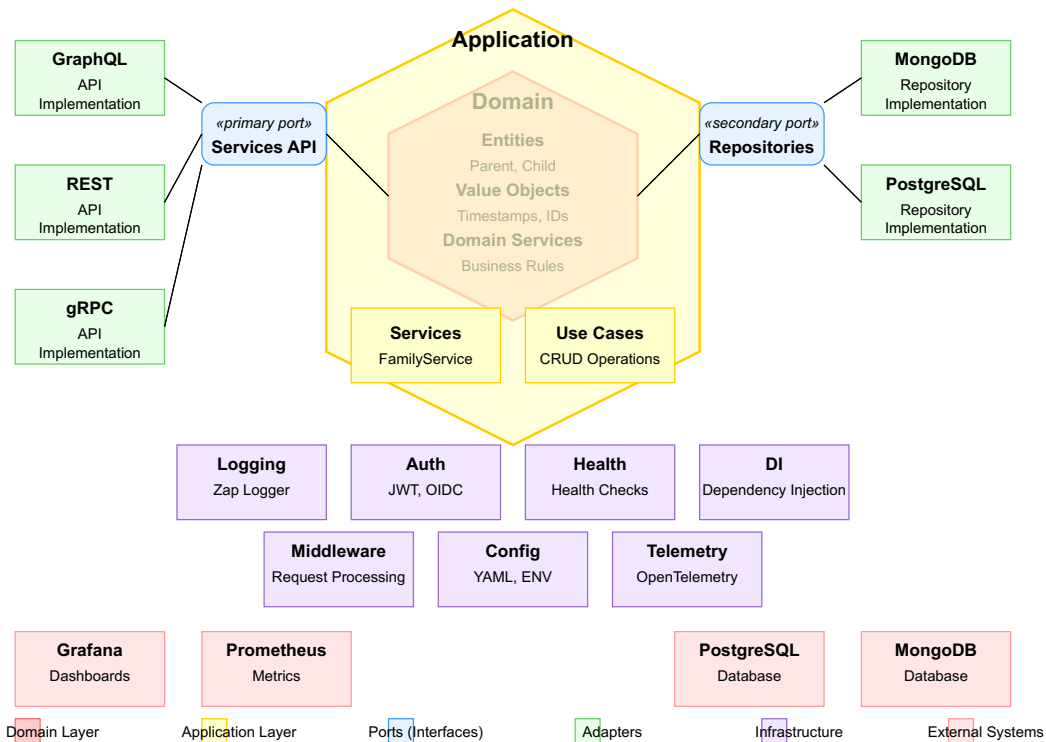 Application
GraphQL
API
Implementation
«primary port»
Services API
REST
API
Implementation
gRPC
API
Implementation
Domain
Entities
Parent, Child
Value Objects
Timestamps, IDs
Domain Services
Business Rules
«secondary port»
Repositories
MongoDB
Repository
Implementation
PostgreSQL
Repository
Implementation
Services
FamilyService
Use Cases
CRUD Operations
Logging
Zap Logger
Auth
JWT, OIDC
Health
Health Checks
DI
Dependency Injection
Middleware
Request Processing
Config
YAML, ENV
Telemetry
OpenTelemetry
Grafana
Dashboards
Prometheus
Metrics
PostgreSQL
Database
MongoDB
Database
Domain Layer
Application Layer
Ports (Interfaces)
Adapters
Infrastructure
External Systems